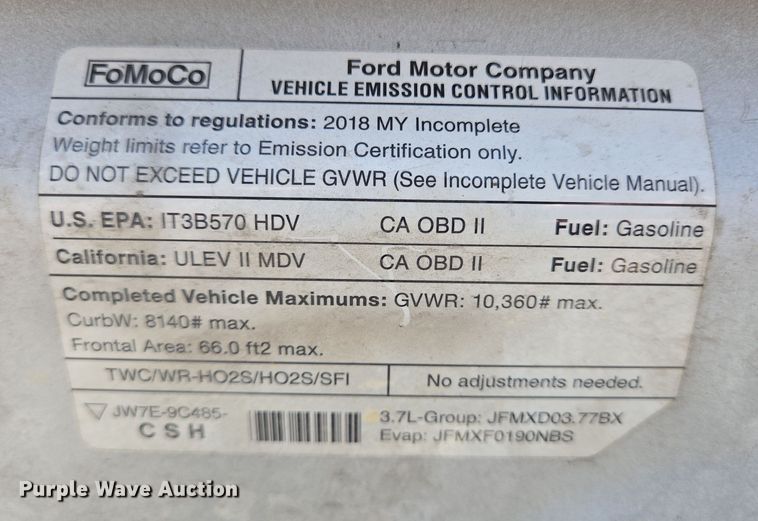 FoMoCo
Ford Motor Company
VEHICLE EMISSION CONTROL INFORMATION
Conforms to regulations: 2018 MY Incomplete
Weight limits refer to Emission Certification only.
DO NOT EXCEED VEHICLE GVWR (See Incomplete Vehicle Manual).
U.S. EPA: IT3B570 HDV CA OBD II Fuel: Gasoline
California: ULEV II MDV CA OBD II Fuel: Gasoline
Completed Vehicle Maximums: GVWR: 10,360# max.
CurbW: 8140# max.
Frontal Area: 66.0 ft2 max.
TWC/WR-HO2S/HO2S/SFI No adjustments needed.
JW7E-9C485-
C S H
3.7L-Group: JFMXD03.77BX
Evap: JFMXF0190NBS
Purple Wave Auction